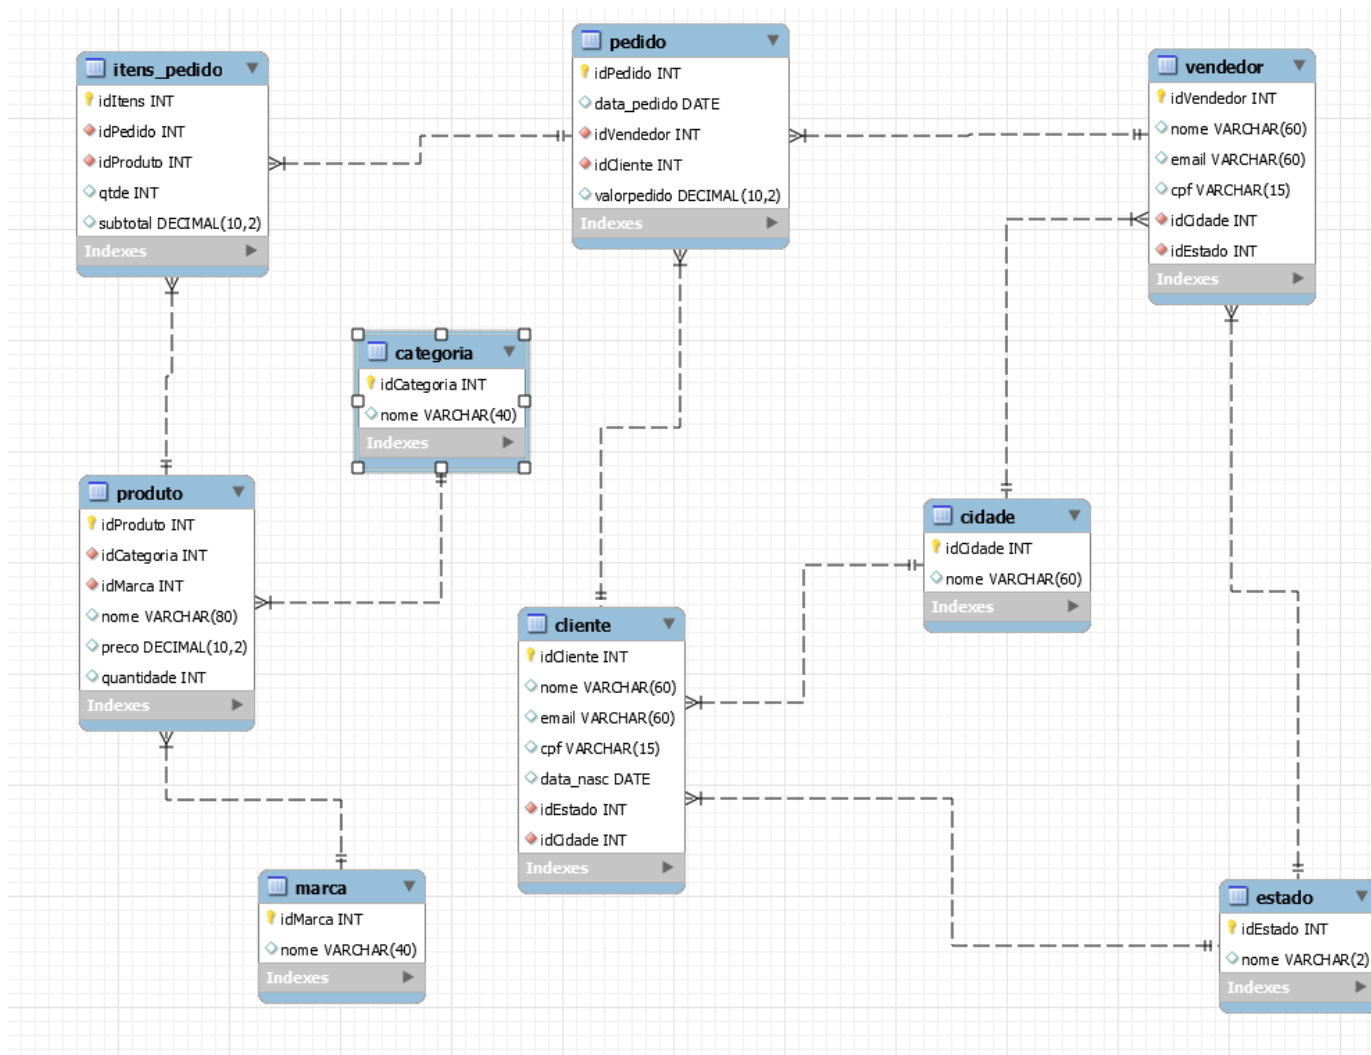 itens_pedido
idItens INT
idPedido INT
idProduto INT
qtde INT
subtotal DECIMAL(10,2)
Indexes
pedido
idPedido INT
data_pedido DATE
idVendedor INT
idCliente INT
valorpedido DECIMAL(10,2)
Indexes
vendedor
idVendedor INT
nome VARCHAR(60)
email VARCHAR(60)
cpf VARCHAR(15)
idCidade INT
idEstado INT
Indexes
categoria
idCategoria INT
nome VARCHAR(40)
Indexes
produto
idProduto INT
idCategoria INT
idMarca INT
nome VARCHAR(80)
preco DECIMAL(10,2)
quantidade INT
Indexes
cidade
idCidade INT
nome VARCHAR(60)
Indexes
cliente
idCliente INT
nome VARCHAR(60)
email VARCHAR(60)
cpf VARCHAR(15)
data_nasc DATE
idEstado INT
idCidade INT
Indexes
marca
idMarca INT
nome VARCHAR(40)
Indexes
estado
idEstado INT
nome VARCHAR(2)
Indexes